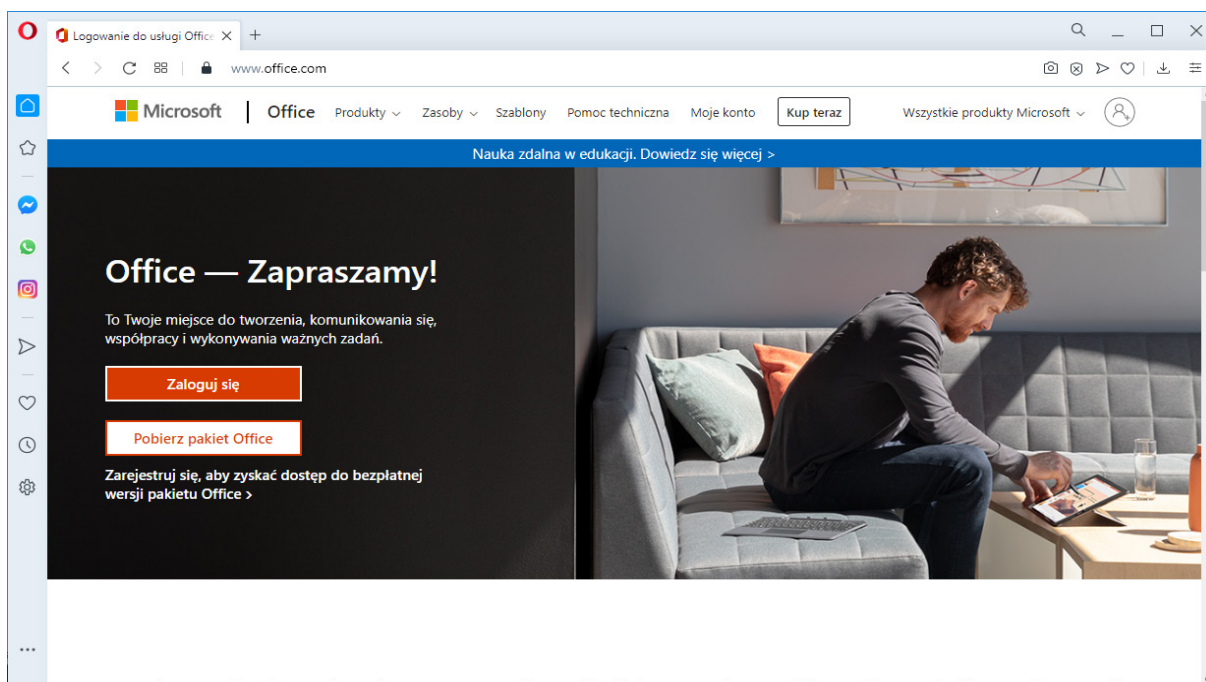 Logowanie do usługi Office
www.office.com
Microsoft Office Produkty Zasoby Szablony Pomoc techniczna Moje konto Kup teraz Wszystkie produkty Microsoft
Nauka zdalna w edukacji. Dowiedz się więcej >
Office — Zapraszamy!
To Twoje miejsce do tworzenia, komunikowania się,
współpracy i wykonywania ważnych zadań.
Zaloguj się
Pobierz pakiet Office
Zarejestruj się, aby zyskać dostęp do bezpłatnej
wersji pakietu Office >